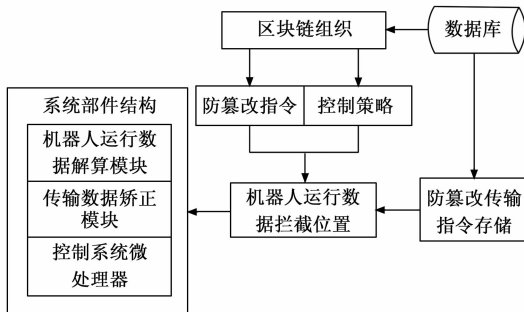 区块链组织
数据库
系统部件结构
防篡改指令
控制策略
机器人运行数
据解算模块
传输数据矫正
模块
控制系统微
处理器
机器人运行数
据拦截位置
防篡改传输
指令存储